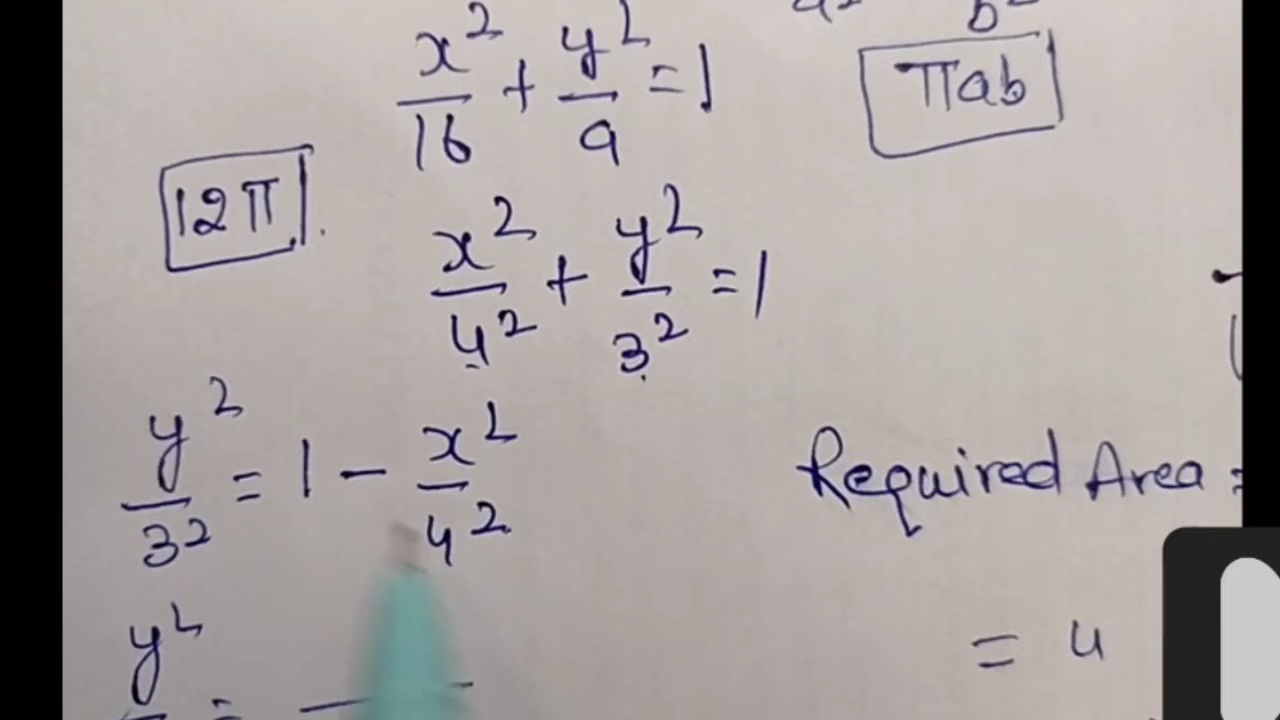 x²/16 + y²/9 = 1
πab
12π
x²/4² + y²/3² = 1
y²/3² = 1 - x²/4²
Required Area =
y²
= 4